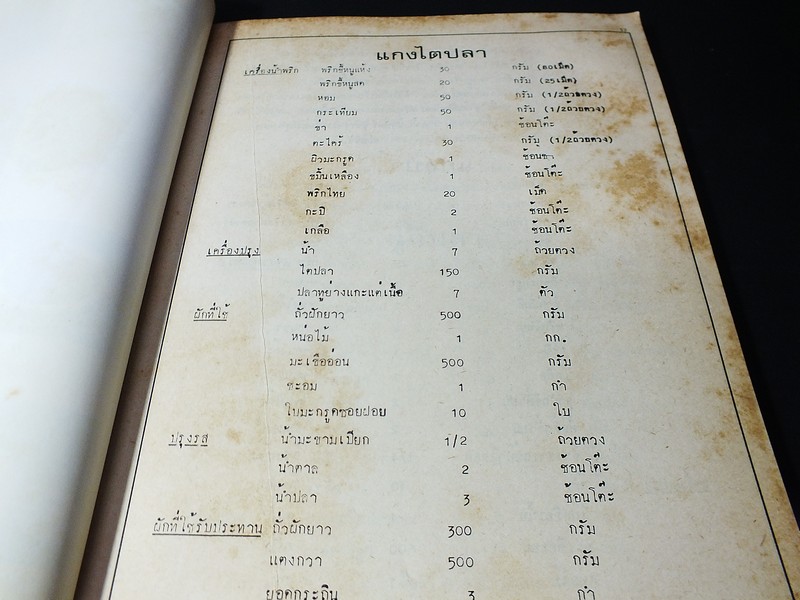 แกงไตปลา
เครื่องน้ำพริก พริกขี้หนูแห้ง 30 กรัม (80เม็ด)
พริกขี้หนูสด 20 กรัม (25เม็ด)
หอม 50 กรัม (1/2ถ้วยตวง)
กระเทียม 50 กรัม (1/2ถ้วยตวง)
ข่า 1 ช้อนโต๊ะ
ตะไคร้ 30 กรัม (1/2ถ้วยตวง)
ผิวมะกรูด 1 ช้อนชา
ขมิ้นเหลือง 1 ช้อนโต๊ะ
พริกไทย 20 เม็ด
กะปิ 2 ช้อนโต๊ะ
เกลือ 1 ช้อนโต๊ะ
เครื่องปรุง น้ำ 7 ถ้วยตวง
ไตปลา 150 กรัม
ปลาทูย่างแกะแต่เนื้อ 7 ตัว
ผักที่ใช้ ถั่วฝักยาว 500 กรัม
หน่อไม้ 1 กก.
มะเขืออ่อน 500 กรัม
ชะอม 1 กำ
ใบมะกรูดซอยฝอย 10 ใบ
ปรุงรส น้ำมะขามเปียก 1/2 ถ้วยตวง
น้ำตาล 2 ช้อนโต๊ะ
น้ำปลา 3 ช้อนโต๊ะ
ผักที่ใช้รับประทาน ถั่วฝักยาว 300 กรัม
แตงกวา 500 กรัม
ยอดกระถิน 3 กำ